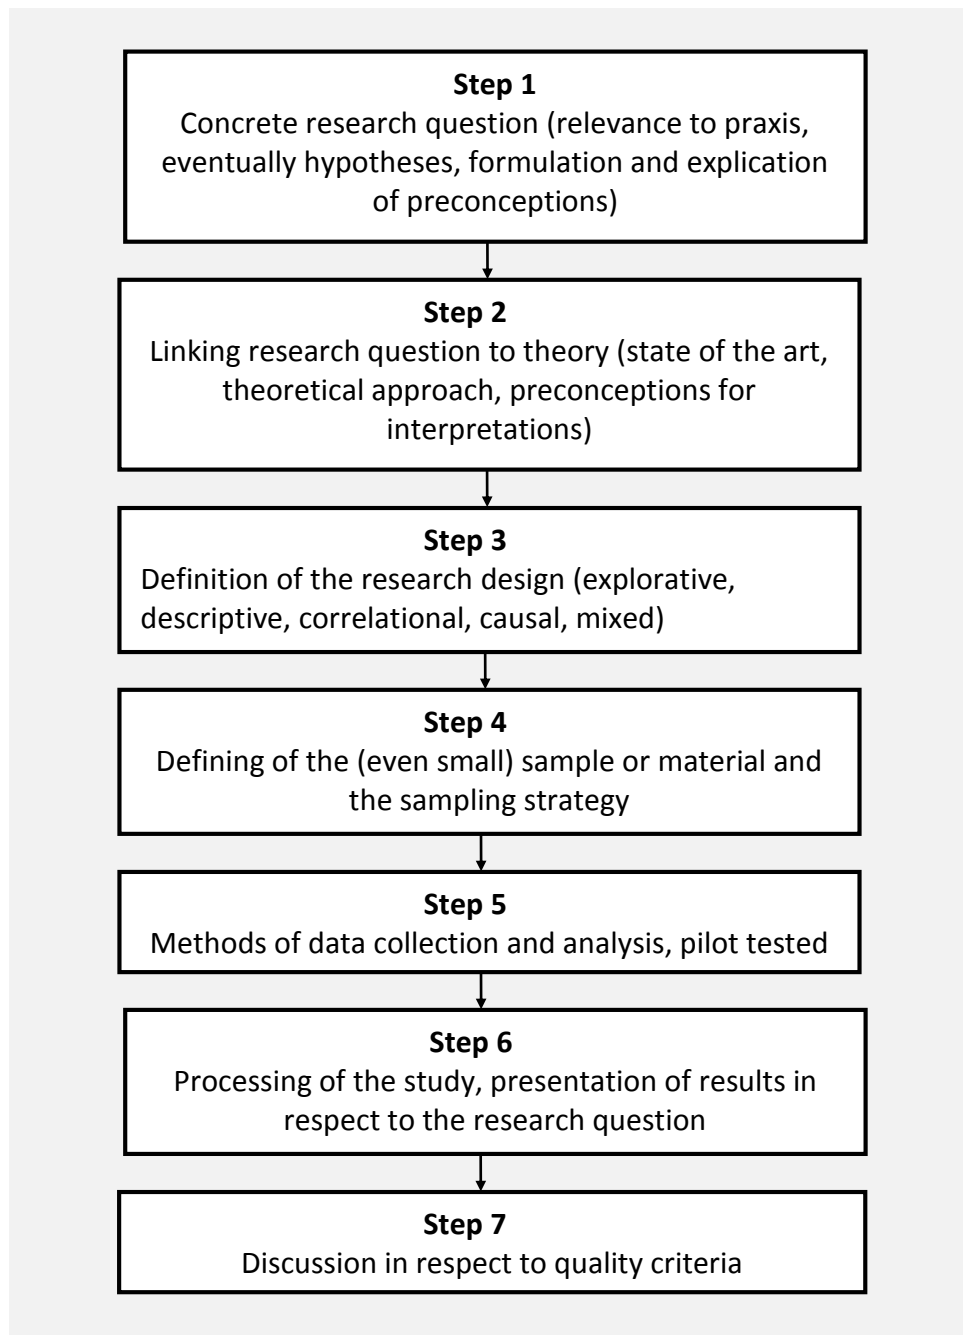 Step 1
Concrete research question (relevance to praxis,
eventually hypotheses, formulation and explication
of preconceptions)
Step 2
Linking research question to theory (state of the art,
theoretical approach, preconceptions for
interpretations)
Step 3
Definition of the research design (explorative,
descriptive, correlational, causal, mixed)
Step 4
Defining of the (even small) sample or material and
the sampling strategy
Step 5
Methods of data collection and analysis, pilot tested
Step 6
Processing of the study, presentation of results in
respect to the research question
Step 7
Discussion in respect to quality criteria